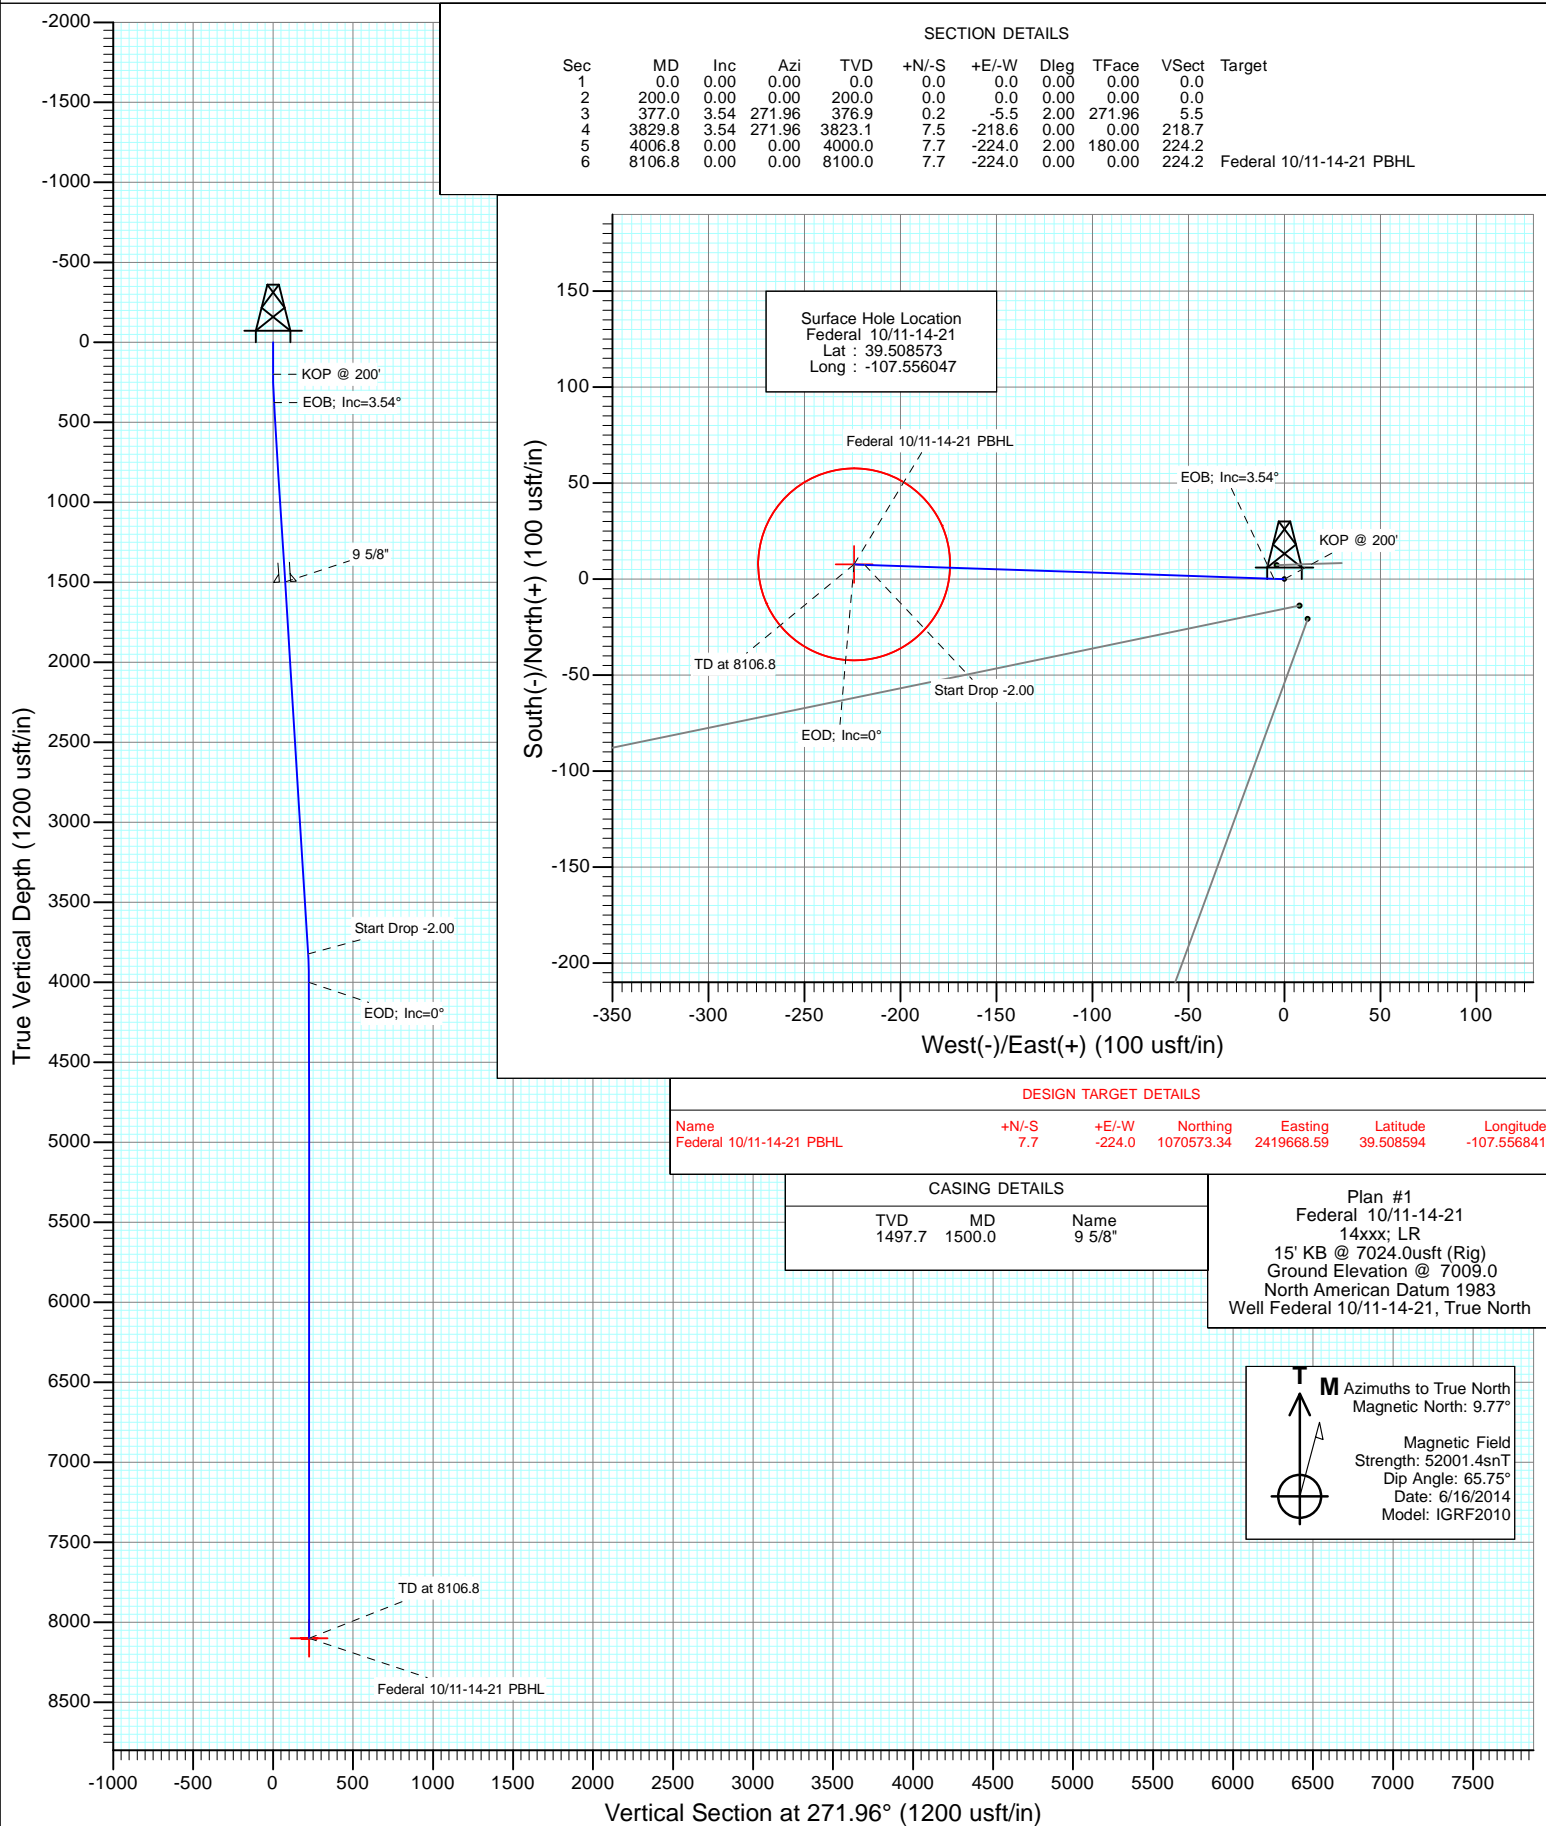 SECTION DETAILS
Sec MD Inc Azi TVD +N/-S +E/-W Dleg TFace VSect Target
1 0.0 0.00 0.00 0.0 0.0 0.0 0.00 0.00 0.0
2 200.0 0.00 0.00 200.0 0.0 0.0 0.00 0.00 0.0
3 377.0 3.54 271.96 376.9 0.2 -5.5 2.00 271.96 5.5
4 3829.8 3.54 271.96 3823.1 7.5 -218.6 0.00 0.00 218.7
5 4006.8 0.00 0.00 4000.0 7.7 -224.0 2.00 180.00 224.2
6 8106.8 0.00 0.00 8100.0 7.7 -224.0 0.00 0.00 224.2 Federal 10/11-14-21 PBHL
True Vertical Depth (1200 usft/in)
-2000
-1500
-1000
-500
0
500
1000
1500
2000
2500
3000
3500
4000
4500
5000
5500
6000
6500
7000
7500
8000
8500
KOP @ 200'
EOB; Inc=3.54°
9 5/8"
Start Drop -2.00
EOD; Inc=0°
TD at 8106.8
Federal 10/11-14-21 PBHL
-1000 -500 0 500 1000 1500 2000 2500 3000 3500 4000 4500 5000 5500 6000 6500 7000 7500
Vertical Section at 271.96° (1200 usft/in)
South(-)/North(+) (100 usft/in)
150
100
50
0
-50
-100
-150
-200
Surface Hole Location
Federal 10/11-14-21
Lat : 39.508573
Long : -107.556047
Federal 10/11-14-21 PBHL
EOB; Inc=3.54°
KOP @ 200'
TD at 8106.8
Start Drop -2.00
EOD; Inc=0°
-350 -300 -250 -200 -150 -100 -50 0 50 100
West(-)/East(+) (100 usft/in)
DESIGN TARGET DETAILS
Name +N/-S +E/-W Northing Easting Latitude Longitude
Federal 10/11-14-21 PBHL 7.7 -224.0 1070573.34 2419668.59 39.508594 -107.556841
CASING DETAILS
TVD MD Name
1497.7 1500.0 9 5/8"
Plan #1
Federal 10/11-14-21
14xxx; LR
15' KB @ 7024.0usft (Rig)
Ground Elevation @ 7009.0
North American Datum 1983
Well Federal 10/11-14-21, True North
T
M
Azimuths to True North
Magnetic North: 9.77°
Magnetic Field
Strength: 52001.4snT
Dip Angle: 65.75°
Date: 6/16/2014
Model: IGRF2010